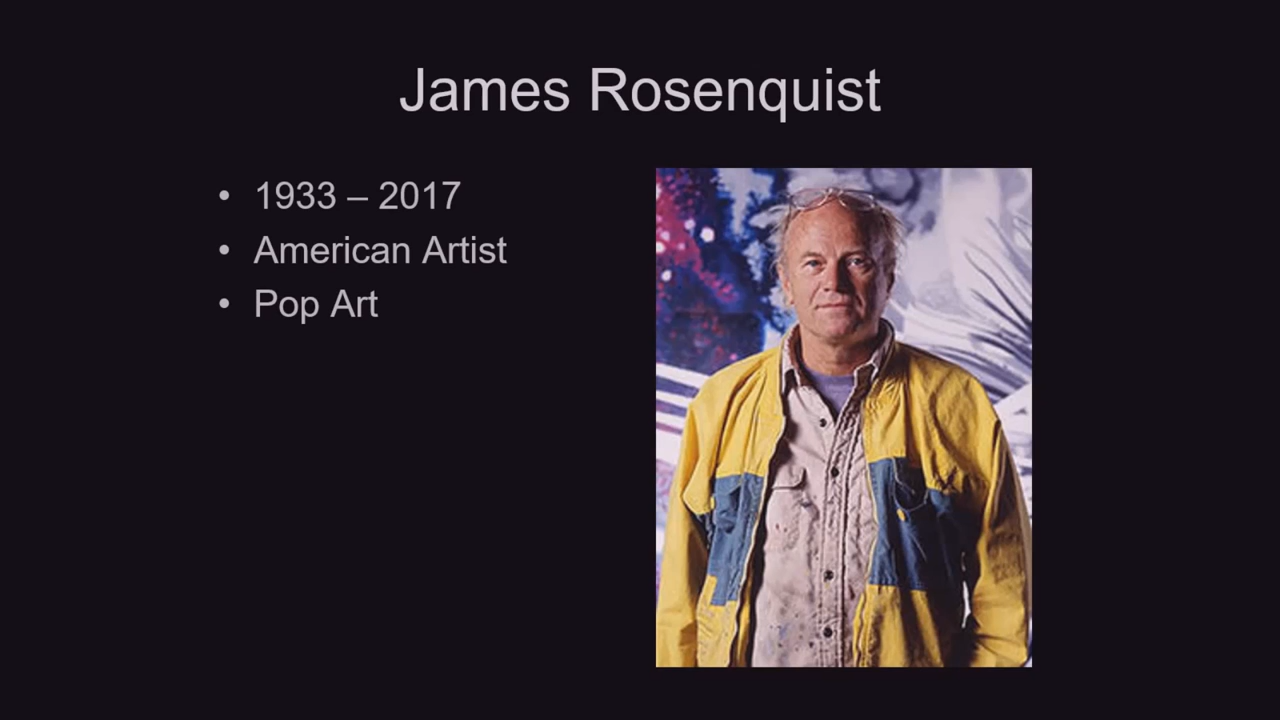 James Rosenquist
• 1933 – 2017
• American Artist
• Pop Art